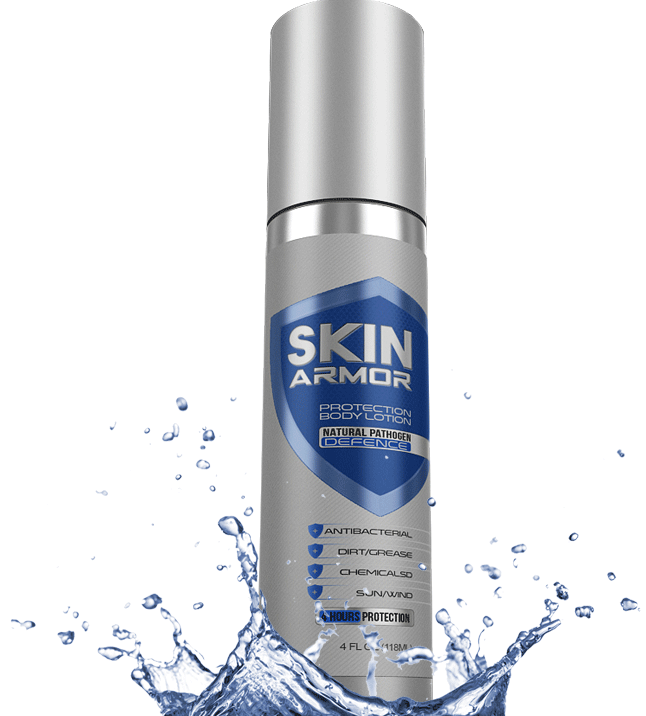 SKIN
ARMOR
PROTECTION
BODY LOTION
NATURAL PATHOGEN
DEFENCE
ANTIBACTERIAL
DIRT/GREASE
CHEMICALSD
SUN/WIND
HOURS PROTECTION
4 FL